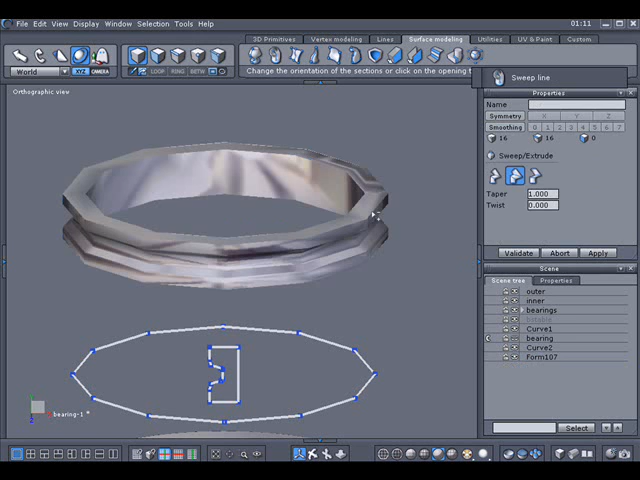 File Edit View Display Window Selection Tools Help
01:11
3D Primitives Vertex modeling Lines Surface modeling Utilities UV & Paint Custom
World
XYZ CAMERA
LOOP RING BETW
Change the orientation of the sections or click on the opening t
Sweep line
Orthographic view
Properties
Name
Symmetry X Y Z
Smoothing 0 1 2 3 4 5 6 7
16 16 0
Sweep/Extrude
Taper 1.000
Twist 0.000
Validate Abort Apply
Scene
Scene tree Properties
outer
inner
bearings
Curve1
bearing
Curve2
Form107
bearing-1 *
Select